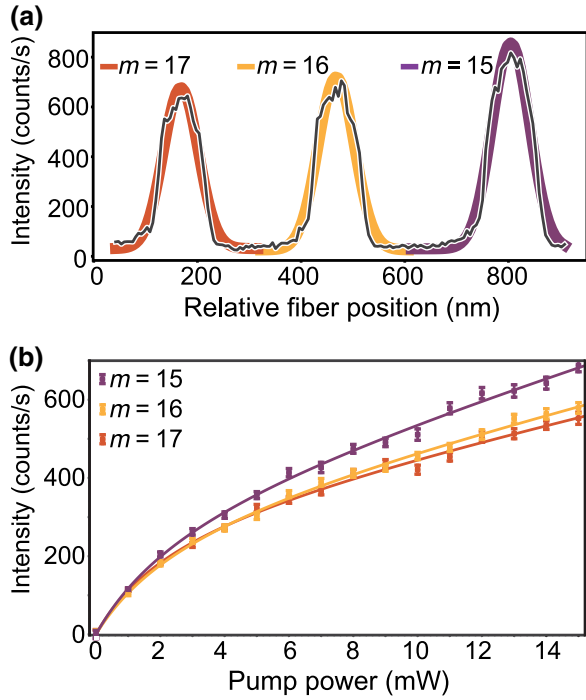 (a)
800
600
400
200
0
Intensity (counts/s)
m = 17
m = 16
m = 15
0
200
400
600
800
Relative fiber position (nm)
(b)
600
400
200
0
Intensity (counts/s)
m = 15
m = 16
m = 17
0
2
4
6
8
10
12
14
Pump power (mW)